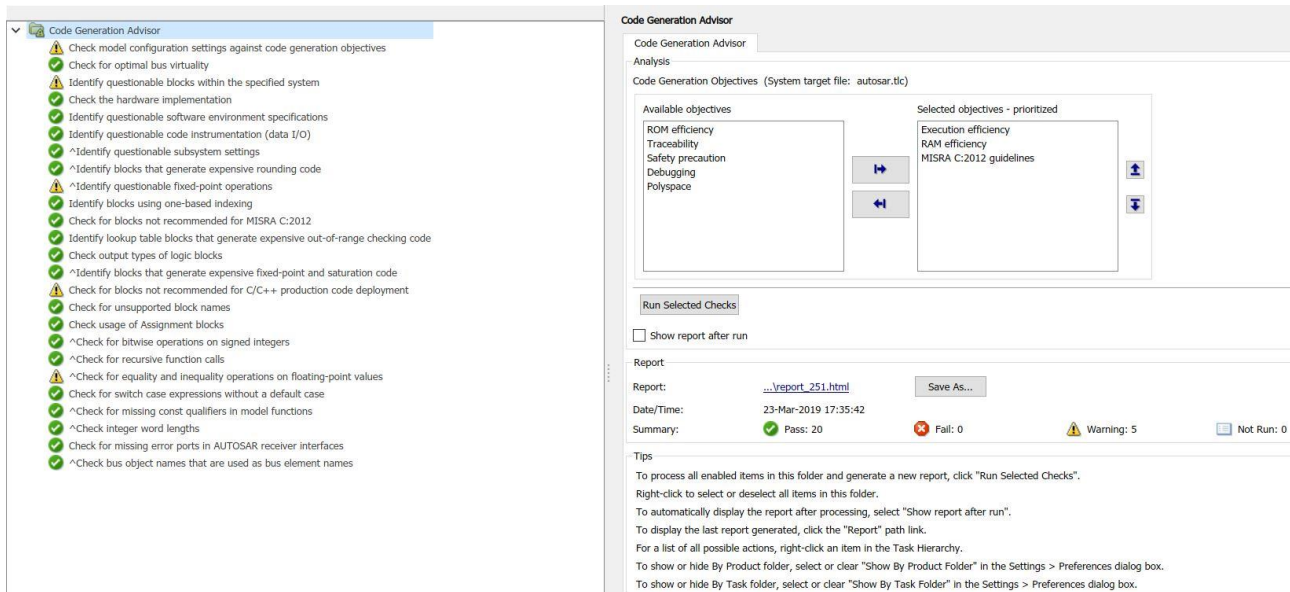 Code Generation Advisor
Check model configuration settings against code generation objectives
Check for optimal bus virtuality
Identify questionable blocks within the specified system
Check the hardware implementation
Identify questionable software environment specifications
Identify questionable code instrumentation (data I/O)
^Identify questionable subsystem settings
^Identify blocks that generate expensive rounding code
^Identify questionable fixed-point operations
Identify blocks using one-based indexing
Check for blocks not recommended for MISRA C:2012
Identify lookup table blocks that generate expensive out-of-range checking code
Check output types of logic blocks
^Identify blocks that generate expensive fixed-point and saturation code
Check for blocks not recommended for C/C++ production code deployment
Check for unsupported block names
Check usage of Assignment blocks
^Check for bitwise operations on signed integers
^Check for recursive function calls
^Check for equality and inequality operations on floating-point values
Check for switch case expressions without a default case
^Check for missing const qualifiers in model functions
^Check integer word lengths
Check for missing error ports in AUTOSAR receiver interfaces
^Check bus object names that are used as bus element names
Code Generation Advisor
Code Generation Advisor
Analysis
Code Generation Objectives (System target file: autosar.tlc)
Available objectives
ROM efficiency
Traceability
Safety precaution
Debugging
Polyspace
Selected objectives - prioritized
Execution efficiency
RAM efficiency
MISRA C:2012 guidelines
Run Selected Checks
Show report after run
Report
Report: ...\report_251.html Save As...
Date/Time: 23-Mar-2019 17:35:42
Summary: Pass: 20 Fail: 0 Warning: 5 Not Run: 0
Tips
To process all enabled items in this folder and generate a new report, click "Run Selected Checks".
Right-click to select or deselect all items in this folder.
To automatically display the report after processing, select "Show report after run".
To display the last report generated, click the "Report" path link.
For a list of all possible actions, right-click an item in the Task Hierarchy.
To show or hide By Product folder, select or clear "Show By Product Folder" in the Settings > Preferences dialog box.
To show or hide By Task folder, select or clear "Show By Task Folder" in the Settings > Preferences dialog box.